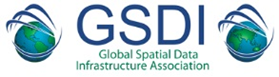 GSDI
Global Spatial Data
Infrastructure Association